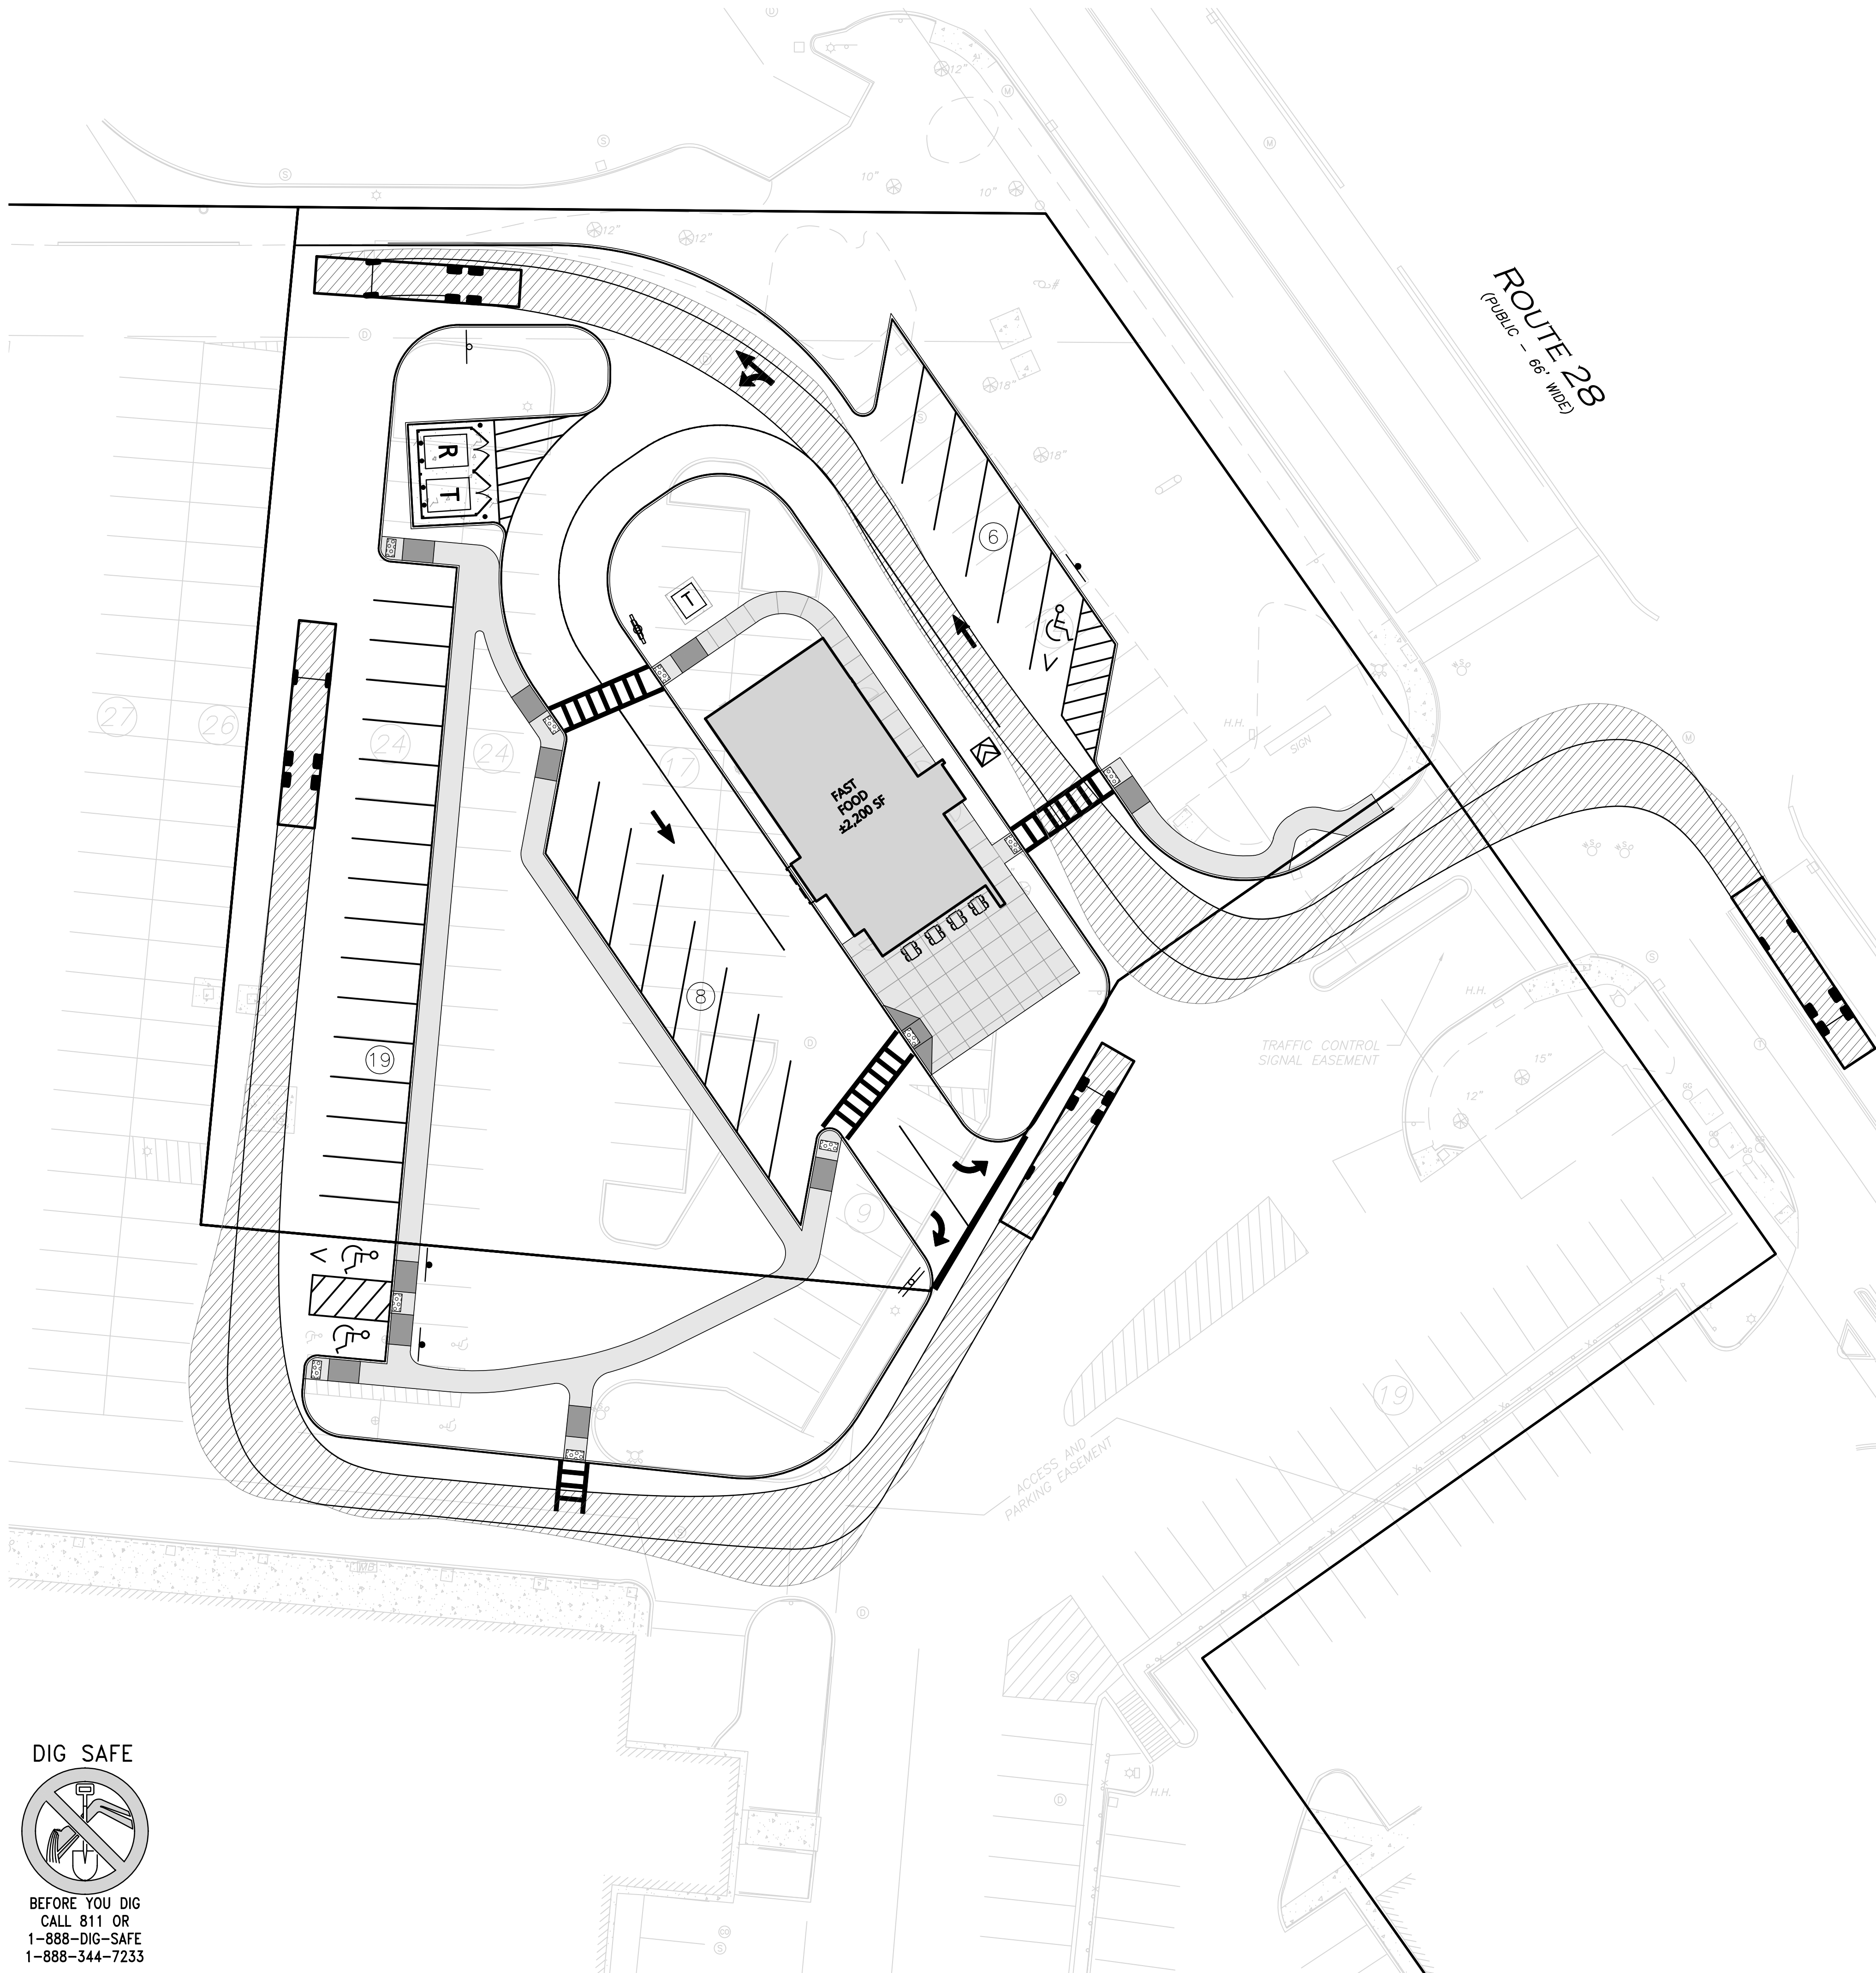 D
12"
M
S
M
S
10"
10"
12"
12"
ROUTE 28
(PUBLIC - 66' WIDE)
D
18"
S
R
18"
T
6
T
27
26
24
24
17
H.H.
SIGN
M
FAST
FOOD
±2,200 SF
8
S
H.H.
D
TRAFFIC CONTROL
SIGNAL EASEMENT
15"
19
12"
9
19
ACCESS AND
PARKING EASEMENT
S
MB
D
S
DIG SAFE
H.H.
D
BEFORE YOU DIG
CALL 811 OR
1-888-DIG-SAFE
1-888-344-7233
S